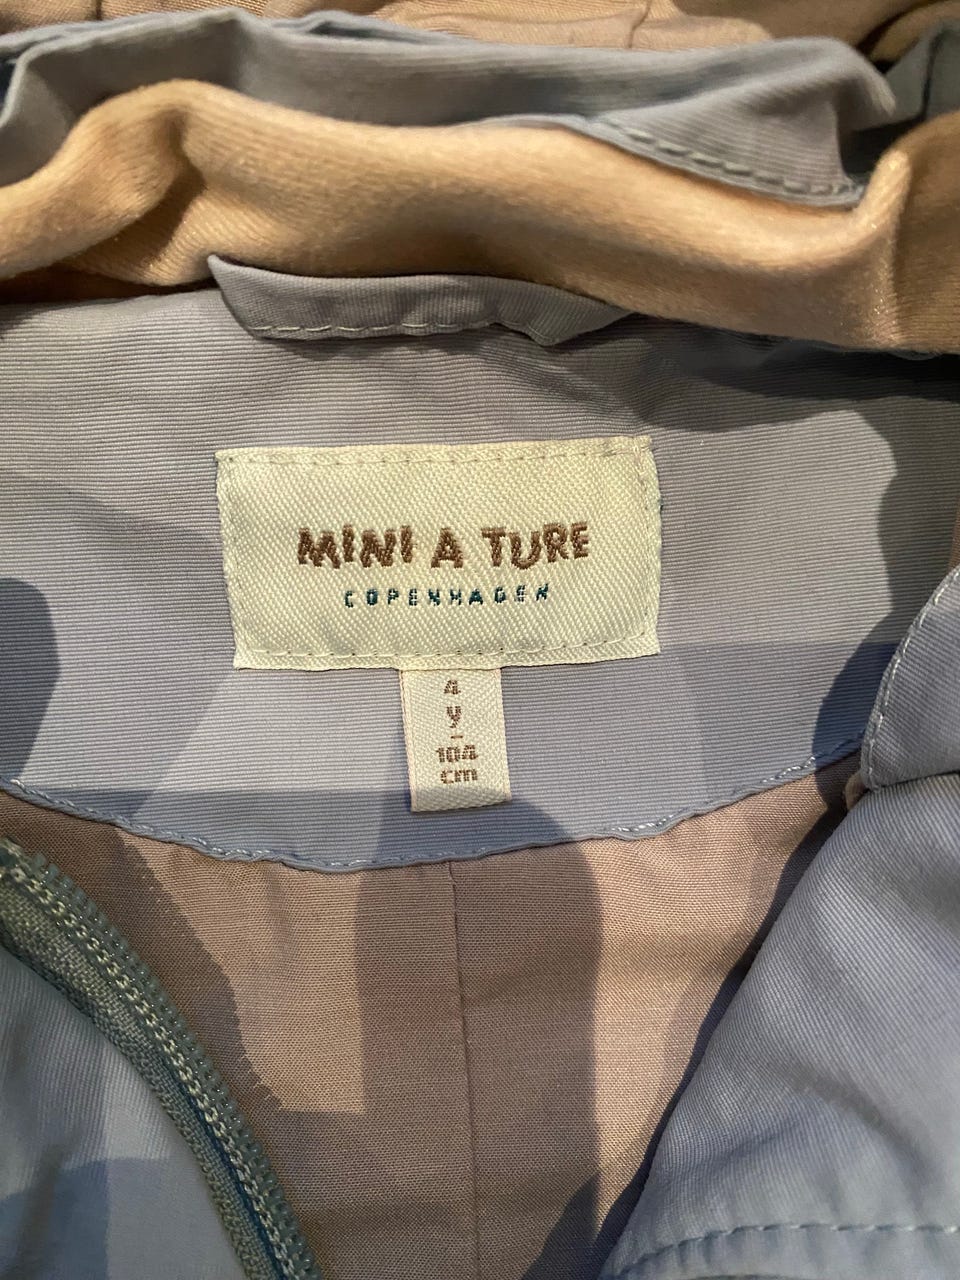 MINI A TURE
COPENHAGEN
4
y
-
104
cm